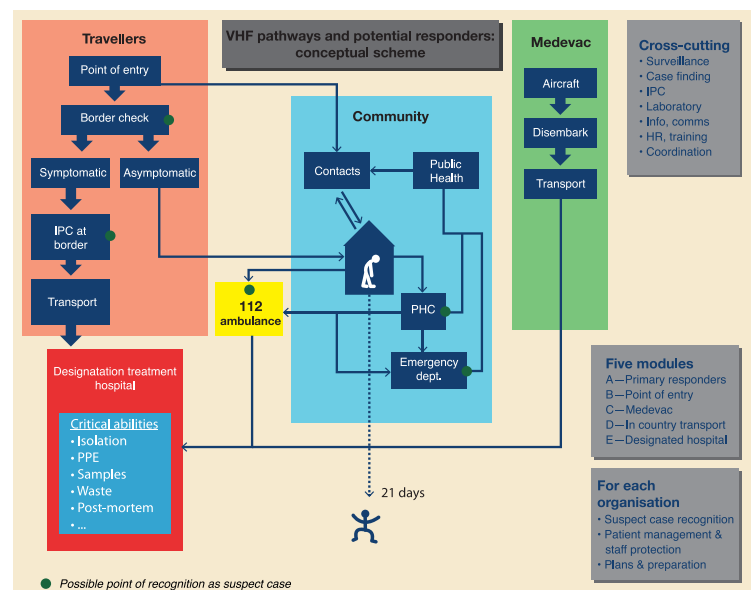 Travellers
VHF pathways and potential responders:
conceptual scheme
Medevac
Cross-cutting
• Surveillance
• Case finding
• IPC
• Laboratory
• Info, comms
• HR, training
• Coordination
Point of entry
Border check
Symptomatic
Asymptomatic
IPC at
border
Transport
Community
Contacts
Public
Health
PHC
Emergency
dept.
112
ambulance
Aircraft
Disembark
Transport
Designatation treatment
hospital
Critical abilities
• Isolation
• PPE
• Samples
• Waste
• Post-mortem
• ...
21 days
Five modules
A—Primary responders
B—Point of entry
C—Medevac
D—In country transport
E—Designated hospital
For each
organisation
• Suspect case recognition
• Patient management &
staff protection
• Plans & preparation
Possible point of recognition as suspect case